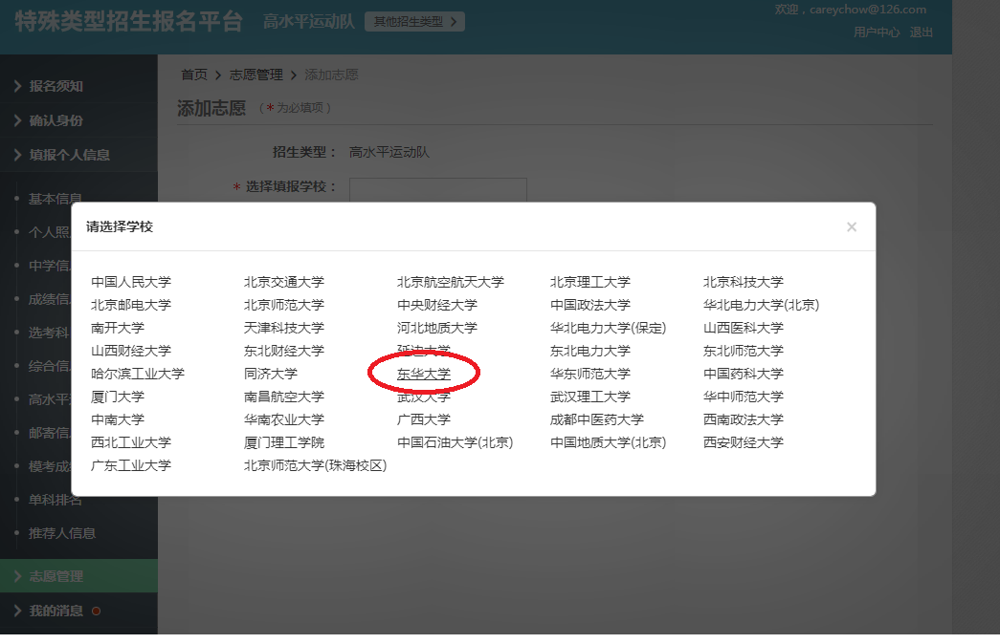 特殊类型招生报名平台 高水平运动队 其他招生类型
欢迎，careychow@126.com
用户中心 退出
报名须知
确认身份
填报个人信息
基本信息
个人照
中学信
成绩信
选考科
综合信
高水平
邮寄信
模考成
单科排名
推荐人信息
志愿管理
我的消息
首页 > 志愿管理 > 添加志愿
添加志愿 (*为必填项)
招生类型： 高水平运动队
* 选择填报学校：
请选择学校 ×
中国人民大学 北京交通大学 北京航空航天大学 北京理工大学 北京科技大学
北京邮电大学 北京师范大学 中央财经大学 中国政法大学 华北电力大学(北京)
南开大学 天津科技大学 河北地质大学 华北电力大学(保定) 山西医科大学
山西财经大学 东北财经大学 延边大学 东北电力大学 东北师范大学
哈尔滨工业大学 同济大学 东华大学 华东师范大学 中国药科大学
厦门大学 南昌航空大学 武汉大学 武汉理工大学 华中师范大学
中南大学 华南农业大学 广西大学 成都中医药大学 西南政法大学
西北工业大学 厦门理工学院 中国石油大学(北京) 中国地质大学(北京) 西安财经大学
广东工业大学 北京师范大学(珠海校区)